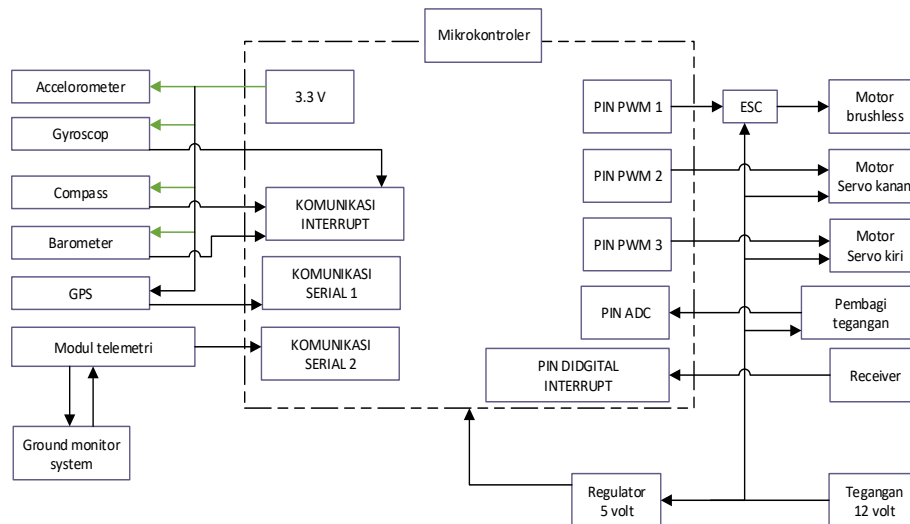 Mikrokontroler
Accelorometer
3.3 V
PIN PWM 1
ESC
Motor
brushless
Gyroscop
Compass
KOMUNIKASI
INTERRUPT
PIN PWM 2
Motor
Servo kanan
Barometer
PIN PWM 3
Motor
Servo kiri
GPS
KOMUNIKASI
SERIAL 1
PIN ADC
Pembagi
tegangan
Modul telemetri
KOMUNIKASI
SERIAL 2
PIN DIDGITAL
INTERRUPT
Receiver
Ground monitor
system
Regulator
5 volt
Tegangan
12 volt